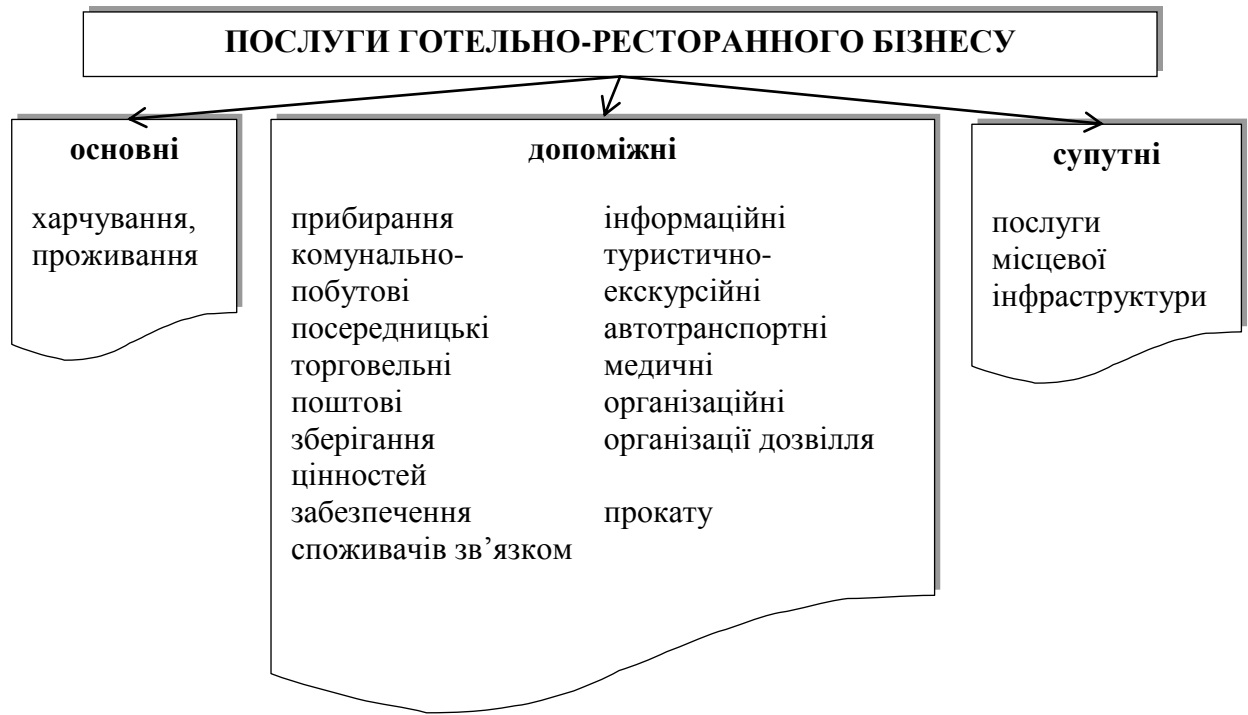 ПОСЛУГИ ГОТЕЛЬНО-РЕСТОРАННОГО БІЗНЕСУ
основні
харчування,
проживання
допоміжні
прибирання
комунально-
побутові
посередницькі
торговельні
поштові
зберігання
цінностей
забезпечення
споживачів зв’язком
інформаційні
туристично-
екскурсійні
автотранспортні
медичні
організаційні
організації дозвілля
прокату
супутні
послуги
місцевої
інфраструктури